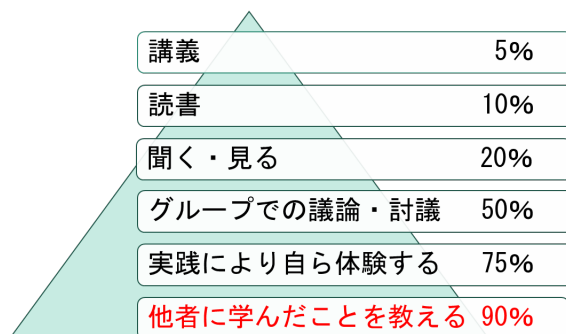 講義 5%
読書 10%
聞く・見る 20%
グループでの議論・討議 50%
実践により自ら体験する 75%
他者に学んだことを教える 90%